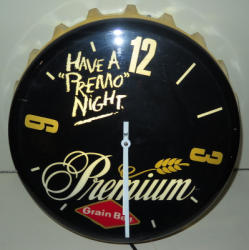 HAVE A
"PREMO"
NIGHT.
12
9
3
Premium
Grain Belt